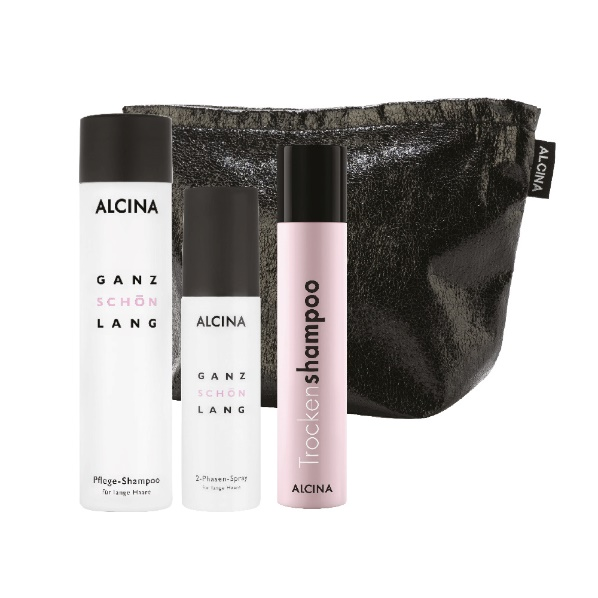 ALCINA
GANZ
SCHÖN
LANG
Pflege-Shampoo
für lange Haare
ALCINA
GANZ
SCHÖN
LANG
2-Phasen-Spray
für lange Haare
Trockenshampoo
ALCINA
ALCINA